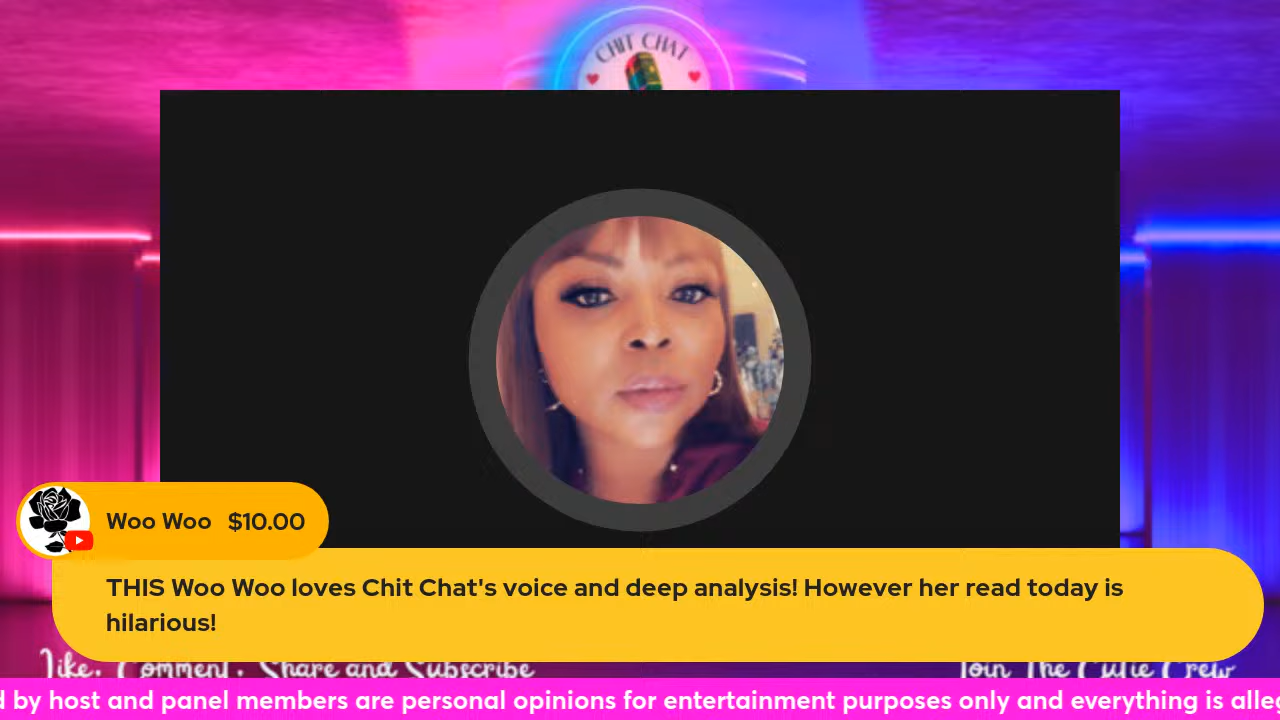 CHIT CHAT
Woo Woo $10.00
THIS Woo Woo loves Chit Chat's voice and deep analysis! However her read today is
hilarious!
Like. Comment. Share and Subscribe
Join The Cutie Crew
by host and panel members are personal opinions for entertainment purposes only and everything is